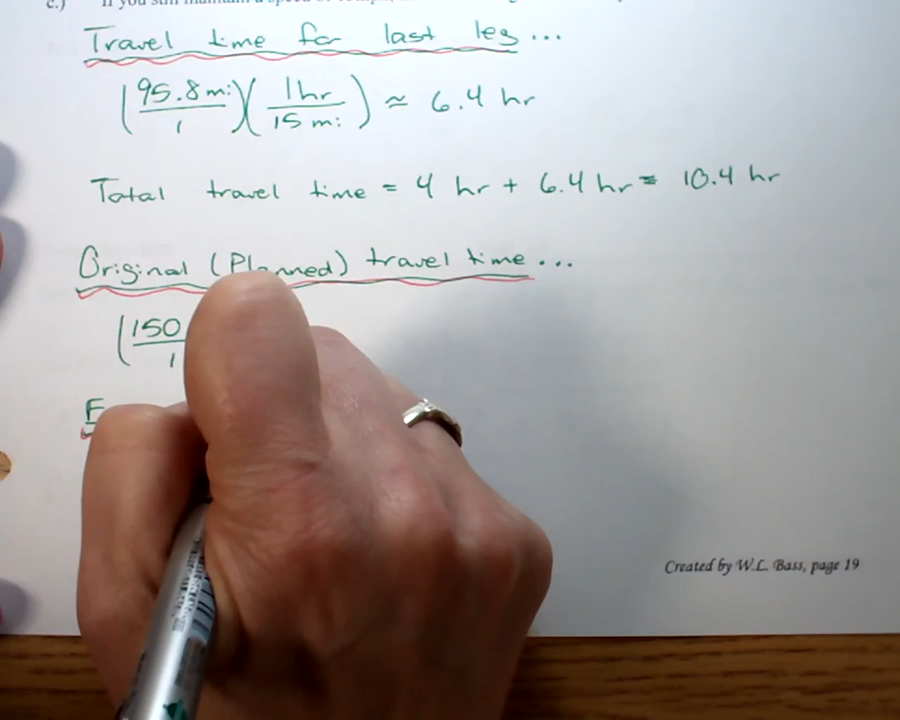 c.)
Travel time for last leg...
(95.8 mi/1)(1 hr/15 mi) ≈ 6.4 hr
Total travel time = 4 hr + 6.4 hr = 10.4 hr
Original (Planned) travel time...
(150
1
E
Created by W.L. Bass, page 19